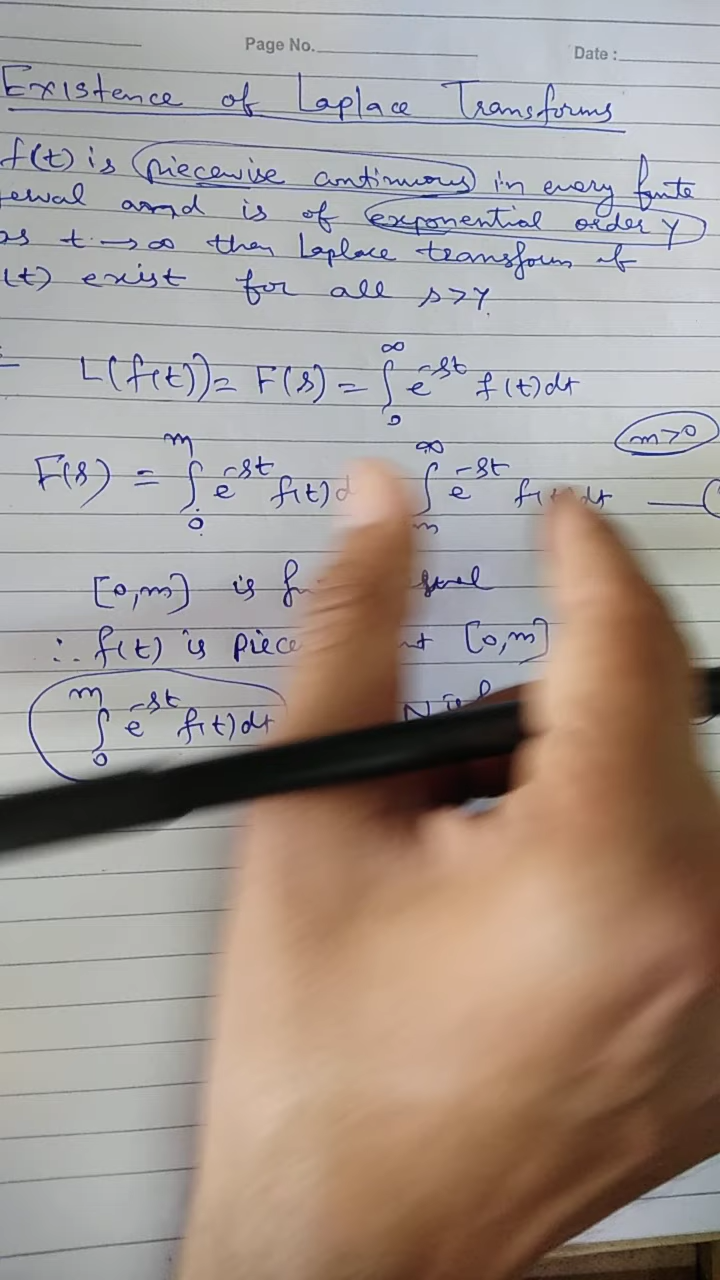 Page No.
Date :
Existence of Laplace Transforms
f(t) is piecewise continuous in every finite
and is of exponential order γ
as t → ∞ then Laplace transform of
exist for all s>γ.
L(f(t)) = F(s) = ∫₀^∞ e^-st f(t)dt
m>0
F(s) = ∫₀^m e^-st f(t)d ∫ₘ^∞ e^-st f(t)dt
[0,m] is
∴ f(t) is piece [0,m]
∫₀^m e^-st f(t)dt